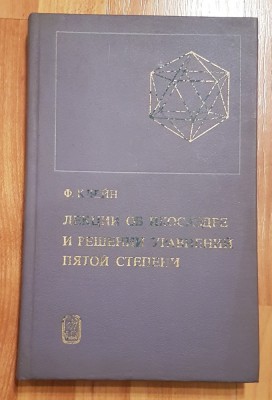 Ф. КЛЕЙН
ЛЕКЦИИ ОБ ИКОСАЭДРЕ
И РЕШЕНИИ УРАВНЕНИЙ
ПЯТОЙ СТЕПЕНИ